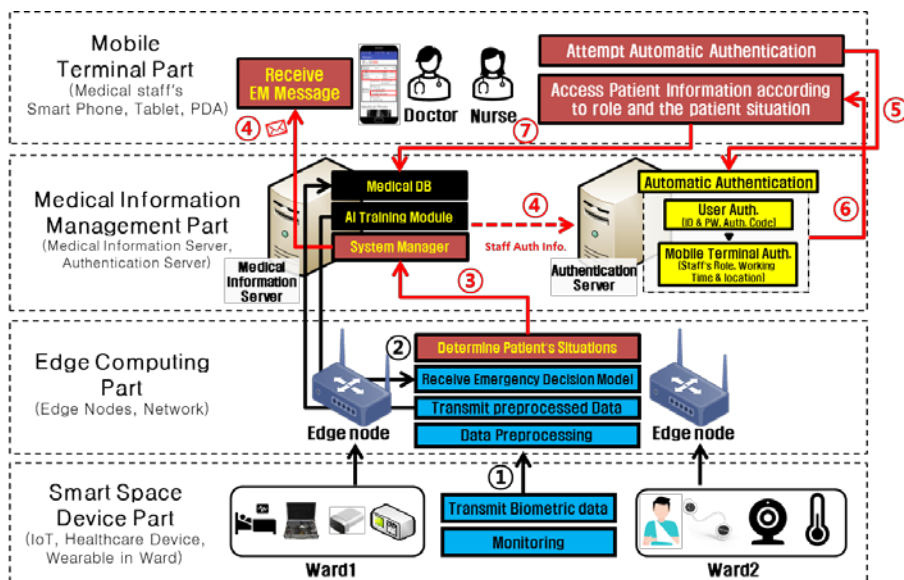 Mobile
Terminal Part
(Medical staff's
Smart Phone, Tablet, PDA)
Receive
EM Message
④
Doctor
Nurse
Attempt Automatic Authentication
Access Patient Information according
to role and the patient situation
⑤
⑦
Medical Information
Management Part
(Medical Information Server,
Authentication Server)
Medical DB
AI Training Module
System Manager
Medical
Information
Server
④
Staff Auth Info.
Authentication
Server
Automatic Authentication
User Auth.
(ID & PW, Auth. Code)
Mobile Terminal Auth.
(Staff's Role, Working
Time & location)
⑥
③
Edge Computing
Part
(Edge Nodes, Network)
②
Determine Patient's Situations
Receive Emergency Decision Model
Transmit preprocessed Data
Data Preprocessing
Edge node
Edge node
①
Smart Space
Device Part
(IoT, Healthcare Device,
Wearable in Ward)
Transmit Biometric data
Monitoring
Ward1
Ward2